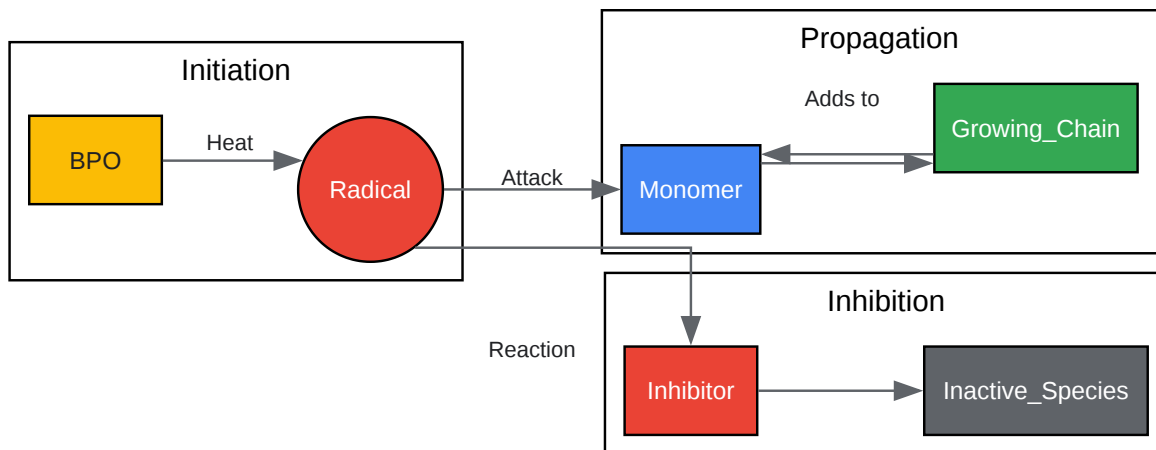 Initiation
BPO
Heat
Radical
Attack
Propagation
Monomer
Adds to
Growing_Chain
Reaction
Inhibition
Inhibitor
Inactive_Species